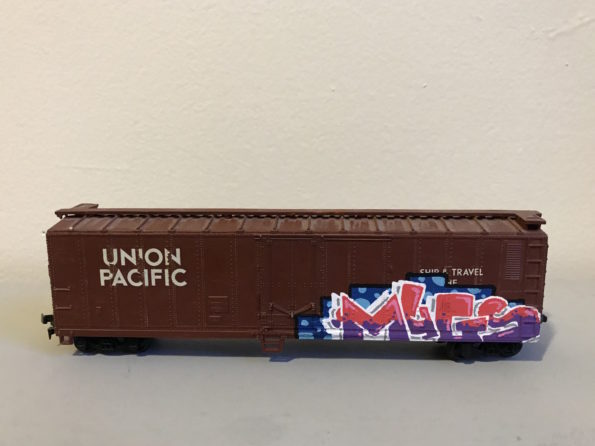 UNION
PACIFIC
SHIP & TRAVEL